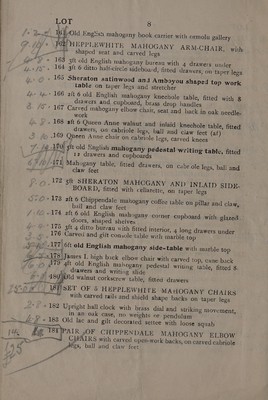 LOT
8
161 Old English mahogany book carrier with ormolu gallery
162 HEPPLEWHITE MAHOGANY ARM-CHAIR, with
shaped seat and carved legs
163 3ft old English mahogany bureau with 4 drawers under
164 3ft 6 ditto ditto sideboard, fitted drawers, on taper legs
165 Sheraton satinwood and Amboyna shaped top work
table on taper legs and stretcher
166 2ft 6 old English mahogany kneehole table, fitted with 8
drawers and cupboard, brass drop handles
167 Carved mahogany elbow chair, seat and back in oak needle-
work
168 2ft 6 Queen Anne walnut and inlaid kneehole table, fitted
drawers, on cabriole legs, ball and claw feet
169 Queen Anne chair on cabriole legs, carved knees
170 5ft old English mahogany pedestal writing table, fitted
12 drawers and cupboards
171 Mahogany table, fitted drawers, on cabriole legs, ball and
claw feet
172 5ft SHERATON MAHOGANY AND INLAID SIDE-
BOARD, fitted with cellarette, on taper legs
173 2ft 6 Chippendale mahogany coffee table on pillar and claw,
ball and claw feet
174 2ft 6 old English mahogany corner cupboard with glazed
doors, shaped shelves
175 3ft 4 ditto bureau with fitted interior, 4 long drawers under
176 Carved and gilt console table with marble top
177 6ft old English mahogany side-table with marble top
178 James I. high back elbow chair with carved top, cane back
179 4ft old English mahogany pedestal writing table, fitted 8
drawers and writing slide
180 Old walnut corkscrew table, fitted drawers
181 SET OF 5 HEPPLEWHITE MAHOGANY CHAIRS
with carved rails and shield shape backs on taper legs
182 Upright hall clock with brass dial and striking movement,
in an oak case, no weights or pendulum
183 Old lac and gilt decorated settee with loose squab
184 PAIR OF CHIPPENDALE MAHOGANY ELBOW
CHAIRS with carved open-work backs, on carved cabriole
legs, ball and claw feet